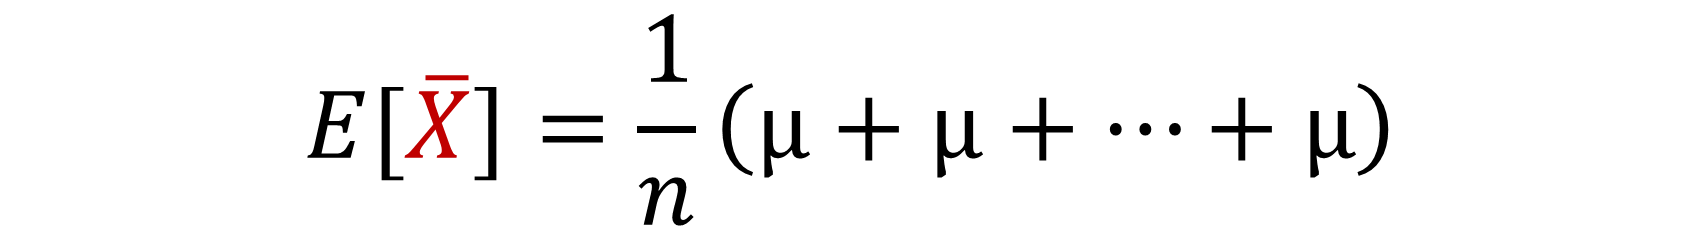 E[X̄] = 1/n (μ + μ + ⋯ + μ)